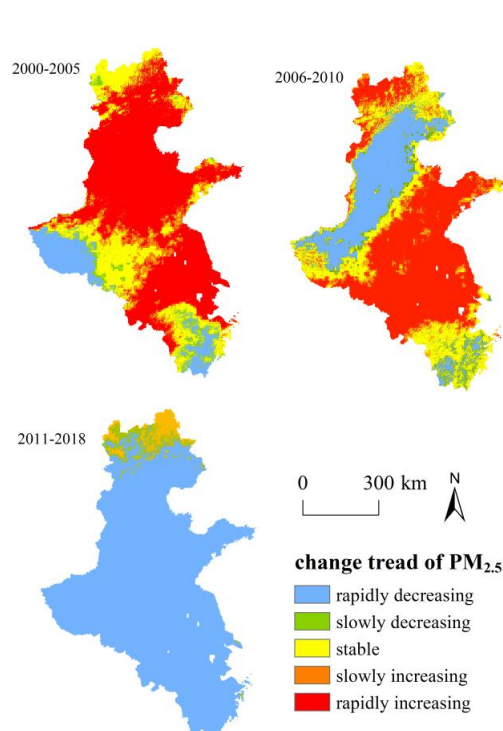 2000-2005
2006-2010
2011-2018
0 300 km
N
change tread of PM2.5
rapidly decreasing
slowly decreasing
stable
slowly increasing
rapidly increasing